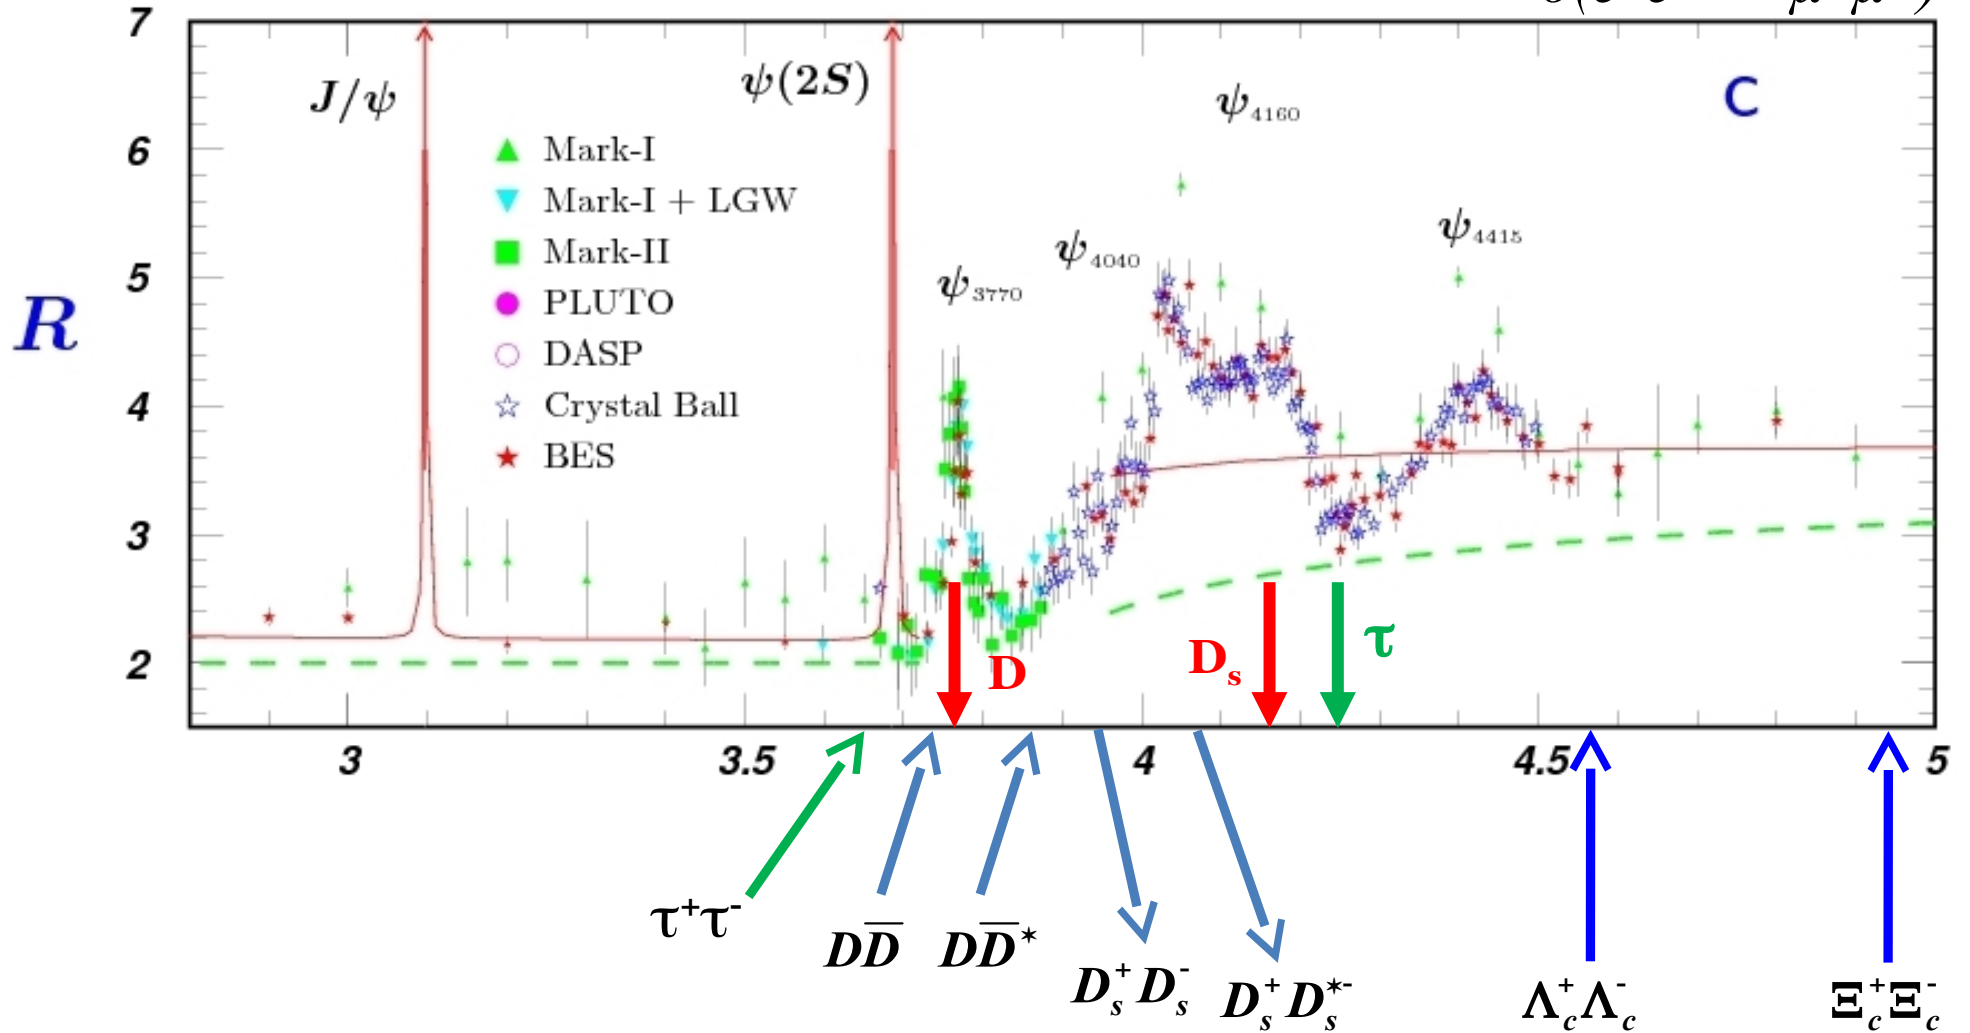 σ(e⁺e⁻ → μ⁺μ⁻)
7
J/ψ
ψ(2S)
ψ4160
C
6
Mark-I
Mark-I + LGW
Mark-II
PLUTO
DASP
Crystal Ball
BES
5
ψ3770
ψ4040
ψ4415
R
4
3
2
D
Ds
τ
3
3.5
4
4.5
5
τ⁺τ⁻
DD̅
DD̅*
Ds⁺Ds⁻
Ds⁺Ds*⁻
Λc⁺Λc⁻
Ξc⁺Ξc⁻